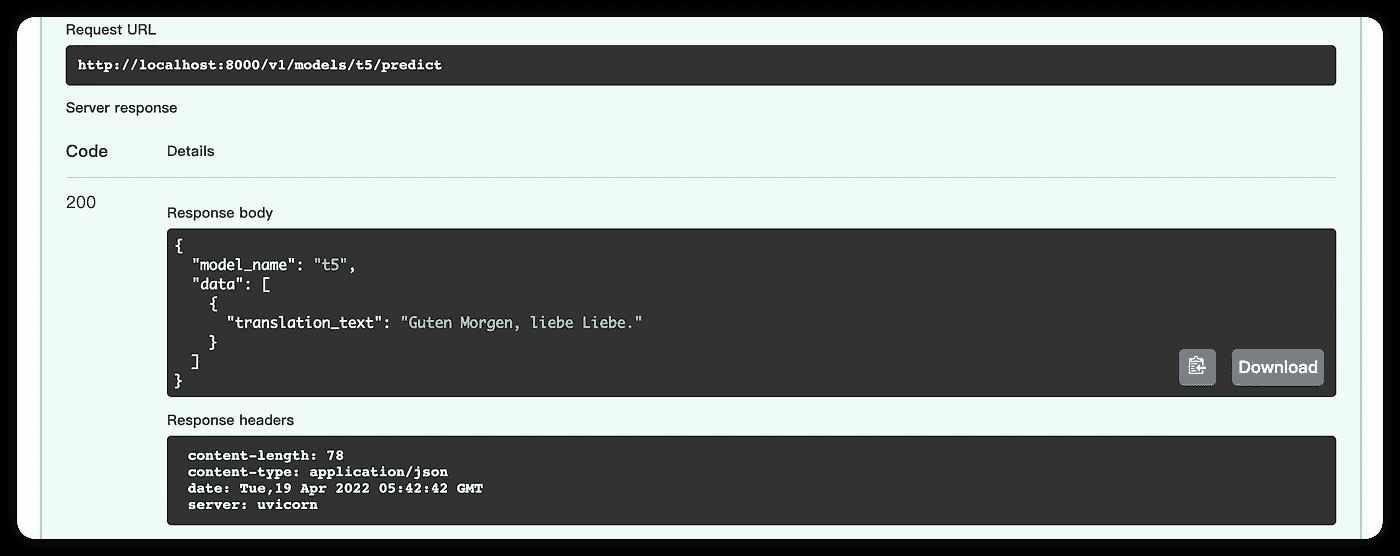 Request URL
http://localhost:8000/v1/models/t5/predict
Server response
Code Details
200
Response body
{
"model_name": "t5",
"data": [
{
"translation_text": "Guten Morgen, liebe Liebe."
}
]
}
Download
Response headers
content-length: 78
content-type: application/json
date: Tue,19 Apr 2022 05:42:42 GMT
server: uvicorn